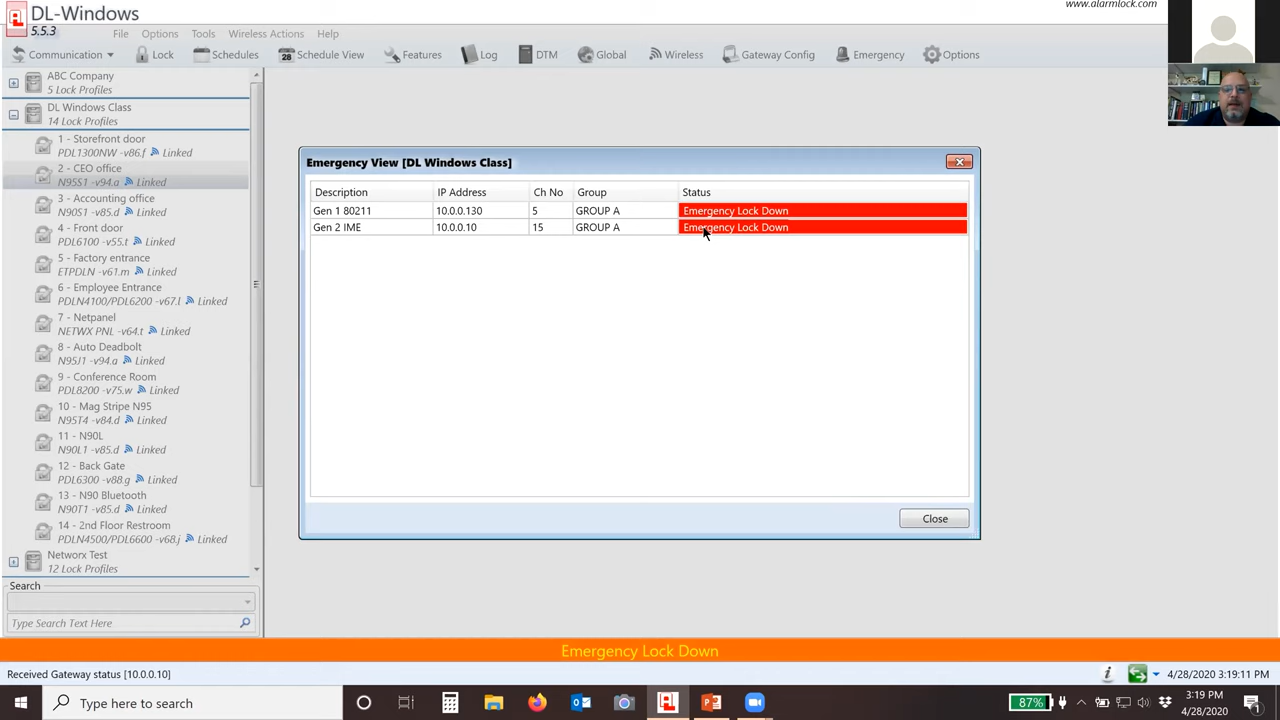 DL-Windows
5.5.3
www.alarmlock.com
File Options Tools Wireless Actions Help
Communication Lock Schedules 28 Schedule View Features Log DTM Global Wireless Gateway Config Emergency Options
ABC Company
5 Lock Profiles
DL Windows Class
14 Lock Profiles
1 - Storefront door
PDL1300NW -v86.f Linked
2 - CEO office
N95S1 -v94.a Linked
3 - Accounting office
N90S1 -v85.d Linked
4 - Front door
PDL6100 -v55.t Linked
5 - Factory entrance
ETPDLN -v61.m Linked
6 - Employee Entrance
PDLN4100/PDL6200 -v67.l Linked
7 - Netpanel
NETWX PNL -v64.t Linked
8 - Auto Deadbolt
N95J1 -v94.a Linked
9 - Conference Room
PDL8200 -v75.w Linked
10 - Mag Stripe N95
N95T4 -v84.d Linked
11 - N90L
N90L1 -v85.d Linked
12 - Back Gate
PDL6300 -v88.g Linked
13 - N90 Bluetooth
N90T1 -v85.d Linked
14 - 2nd Floor Restroom
PDLN4500/PDL6600 -v68.j Linked
Networx Test
12 Lock Profiles
Search
Type Search Text Here
Emergency View [DL Windows Class]
Description IP Address Ch No Group Status
Gen 1 80211 10.0.0.130 5 GROUP A Emergency Lock Down
Gen 2 IME 10.0.0.10 15 GROUP A Emergency Lock Down
Close
Emergency Lock Down
Received Gateway status [10.0.0.10]
4/28/2020 3:19:11 PM
Type here to search
87%
3:19 PM
4/28/2020
1